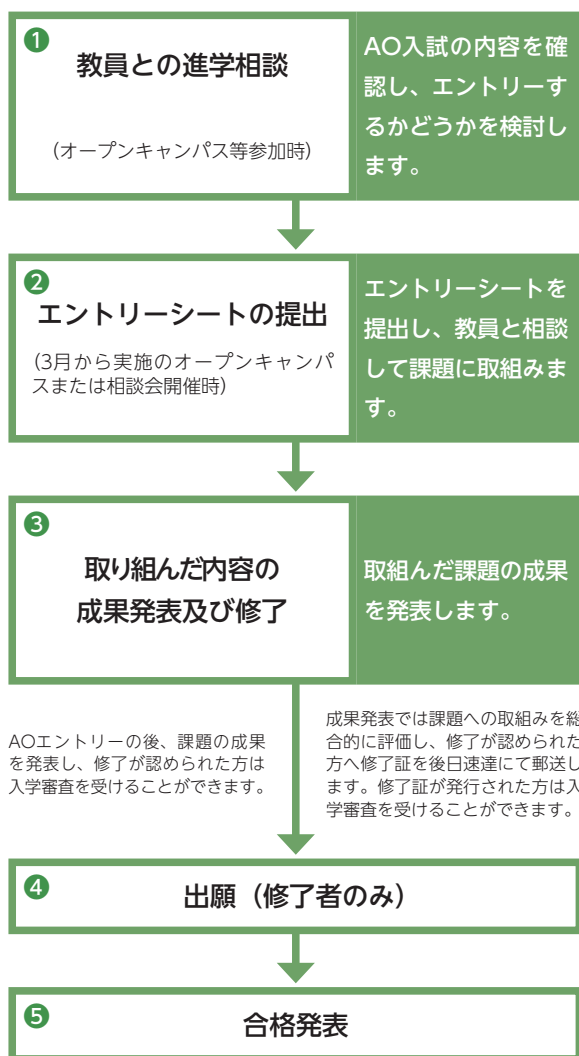 ❶
教員との進学相談
(オープンキャンパス等参加時)
AO入試の内容を確
認し、エントリーす
るかどうかを検討し
ます。
❷
エントリーシートの提出
(3月から実施のオープンキャンパ
スまたは相談会開催時)
エントリーシートを
提出し、教員と相談
して課題に取組みま
す。
❸
取り組んだ内容の
成果発表及び修了
取組んだ課題の成果
を発表します。
AOエントリーの後、課題の成果
を発表し、修了が認められた方は
入学審査を受けることができます。
成果発表では課題への取組みを総
合的に評価し、修了が認められた
方へ修了証を後日速達にて郵送し
ます。修了証が発行された方は入
学審査を受けることができます。
❹
出願（修了者のみ）
❺
合格発表